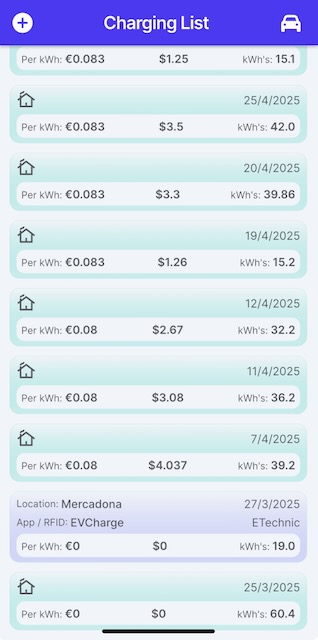 Charging List
Per kWh: €0.083 $1.25 kWh's: 15.1
25/4/2025
Per kWh: €0.083 $3.5 kWh's: 42.0
20/4/2025
Per kWh: €0.083 $3.3 kWh's: 39.86
19/4/2025
Per kWh: €0.083 $1.26 kWh's: 15.2
12/4/2025
Per kWh: €0.08 $2.67 kWh's: 32.2
11/4/2025
Per kWh: €0.08 $3.08 kWh's: 36.2
7/4/2025
Per kWh: €0.08 $4.037 kWh's: 39.2
Location: Mercadona 27/3/2025
App / RFID: EVCharge ETechnic
Per kWh: €0 $0 kWh's: 19.0
25/3/2025
Per kWh: €0 $0 kWh's: 60.4